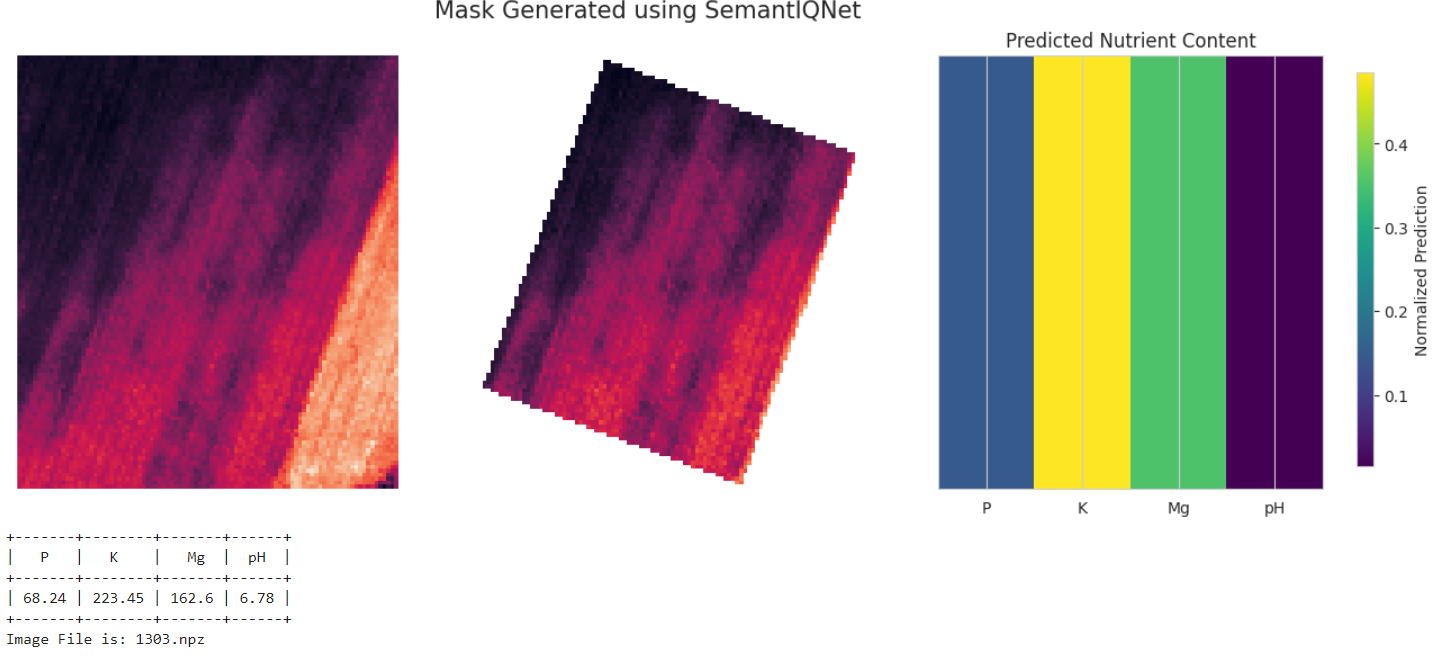 Mask Generated using SemantIQNet
Predicted Nutrient Content
0.4
0.3
0.2
0.1
Normalized Prediction
P K Mg pH
+-------+--------+-------+------+
|   P   |   K    |   Mg  |  pH  |
+-------+--------+-------+------+
| 68.24 | 223.45 | 162.6 | 6.78 |
+-------+--------+-------+------+
Image File is: 1303.npz